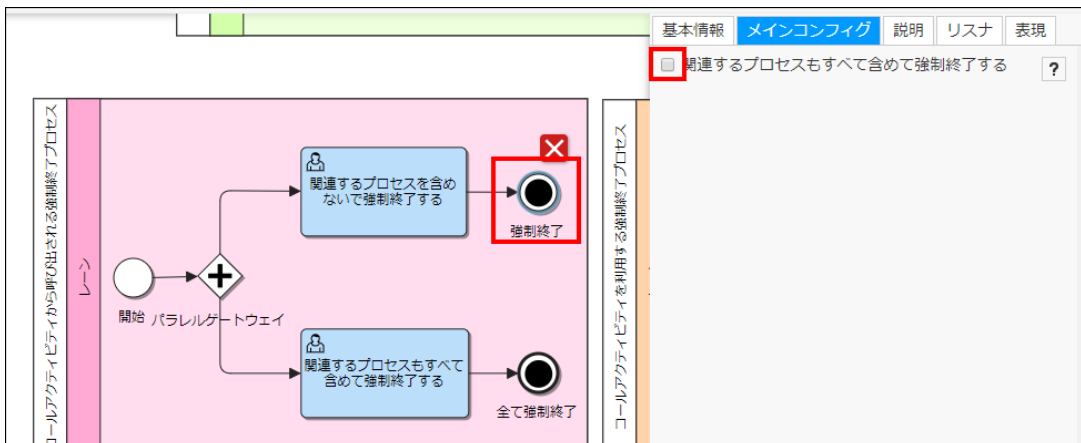 基本情報
メインコンフィグ
説明
リスナ
表現
関連するプロセスもすべて含めて強制終了する
?
コールアクティビティから呼び出される強制終了プロセス
レーン
関連するプロセスを含め
ないで強制終了する
強制終了
開始
パラレルゲートウェイ
関連するプロセスもすべて
含めて強制終了する
全て強制終了
コールアクティビティを利用する強制終了プロセス